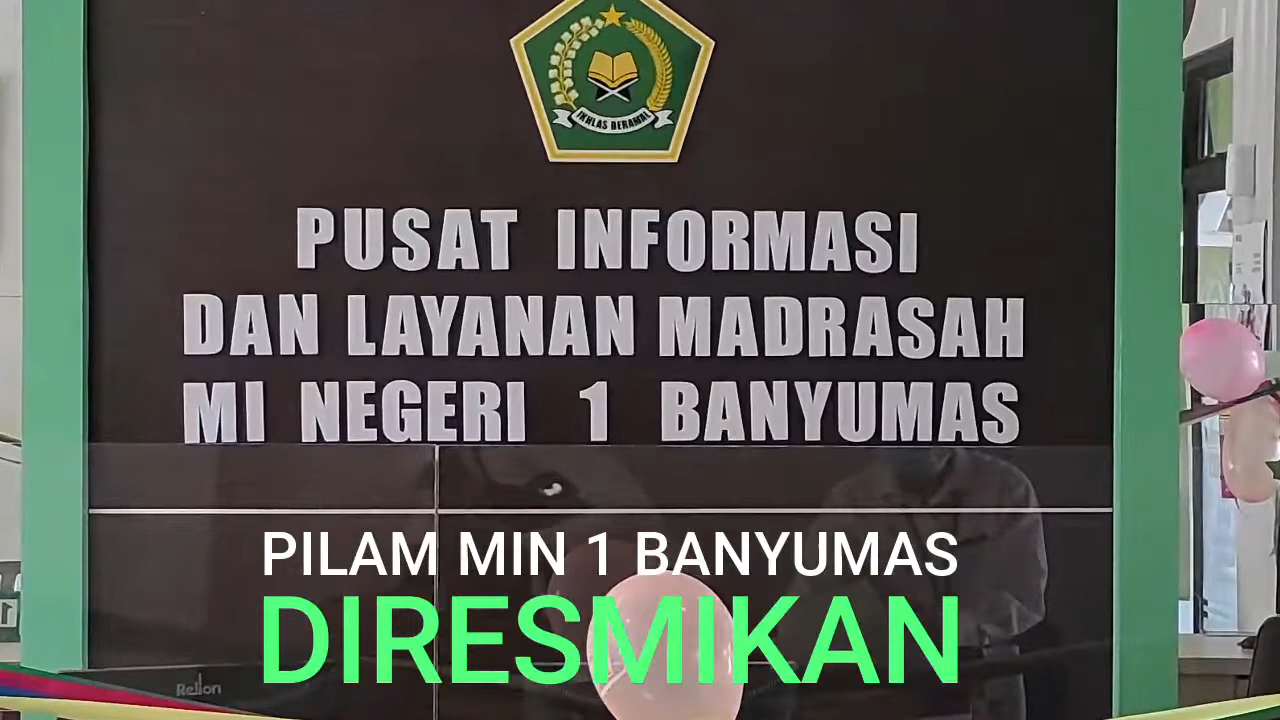 IKHLAS BERAMAL
PUSAT INFORMASI
DAN LAYANAN MADRASAH
MI NEGERI 1 BANYUMAS
PILAM MIN 1 BANYUMAS
DIRESMIKAN
Rellon